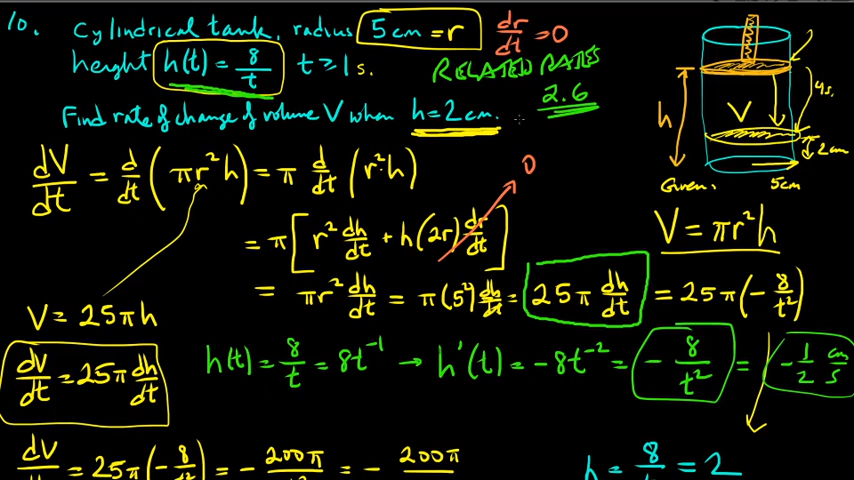 10. Cylindrical tank, radius 5cm = r dr/dt = 0
height h(t) = 8/t t ≥ 1 s.
RELATED RATES
2.6
Find rate of change of volume V when h = 2 cm.
h
V
4s.
2cm
5cm
Given.
V = πr²h
dV/dt = d/dt (πr²h) = π d/dt (r²h)
= π [r² dh/dt + h(2r) dr/dt] 0
= πr² dh/dt = π(5²) dh/dt = 25π dh/dt = 25π(-8/t²)
V = 25πh
dV/dt = 25π dh/dt
h(t) = 8/t = 8t⁻¹ → h'(t) = -8t⁻² = -8/t² = -1/2 cm/s
dV/dt = 25π(-8/t²) = -200π/t² = -200π
h = 8/t = 2